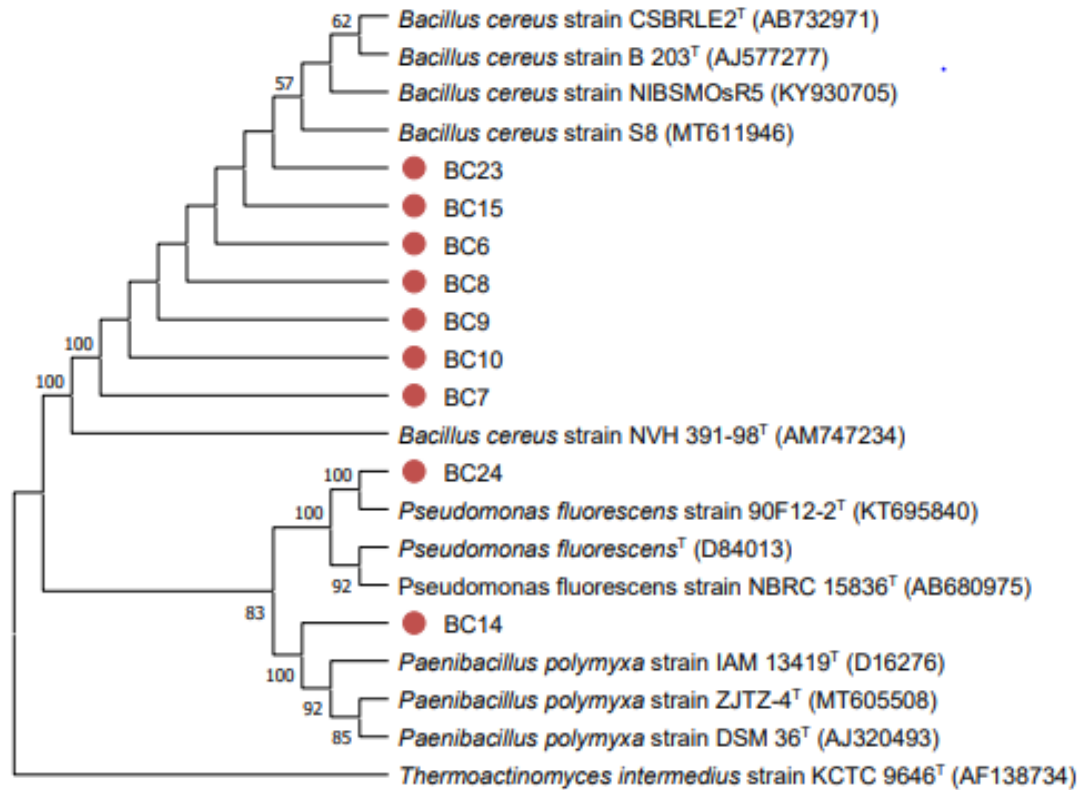 62
Bacillus cereus strain CSBRLE2ᵀ (AB732971)
Bacillus cereus strain B 203ᵀ (AJ577277)
57
Bacillus cereus strain NIBSMOsR5 (KY930705)
Bacillus cereus strain S8 (MT611946)
BC23
BC15
BC6
BC8
BC9
100
BC10
100
BC7
Bacillus cereus strain NVH 391-98ᵀ (AM747234)
100
BC24
100
Pseudomonas fluorescens strain 90F12-2ᵀ (KT695840)
Pseudomonas fluorescensᵀ (D84013)
92
Pseudomonas fluorescens strain NBRC 15836ᵀ (AB680975)
83
BC14
100
Paenibacillus polymyxa strain IAM 13419ᵀ (D16276)
92
Paenibacillus polymyxa strain ZJTZ-4ᵀ (MT605508)
85
Paenibacillus polymyxa strain DSM 36ᵀ (AJ320493)
Thermoactinomyces intermedius strain KCTC 9646ᵀ (AF138734)